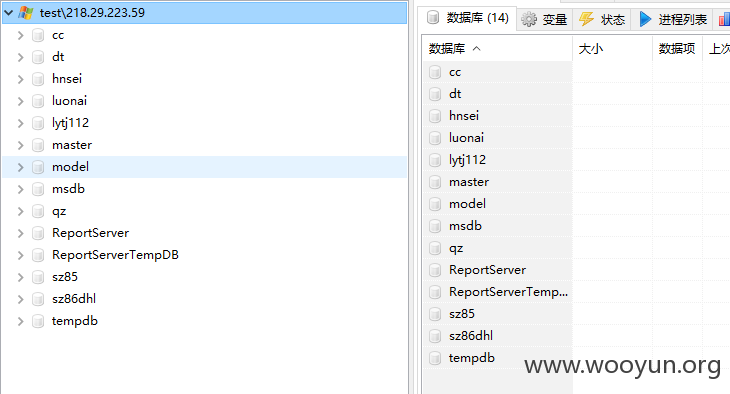 test\218.29.223.59
cc
dt
hnsei
luonai
lytj112
master
model
msdb
qz
ReportServer
ReportServerTempDB
sz85
sz86dhl
tempdb
数据库 (14) 变量 状态 进程列表
数据库 大小 数据项 上次
cc
dt
hnsei
luonai
lytj112
master
model
msdb
qz
ReportServer
ReportServerTemp...
sz85
sz86dhl
tempdb
www.wooyun.org